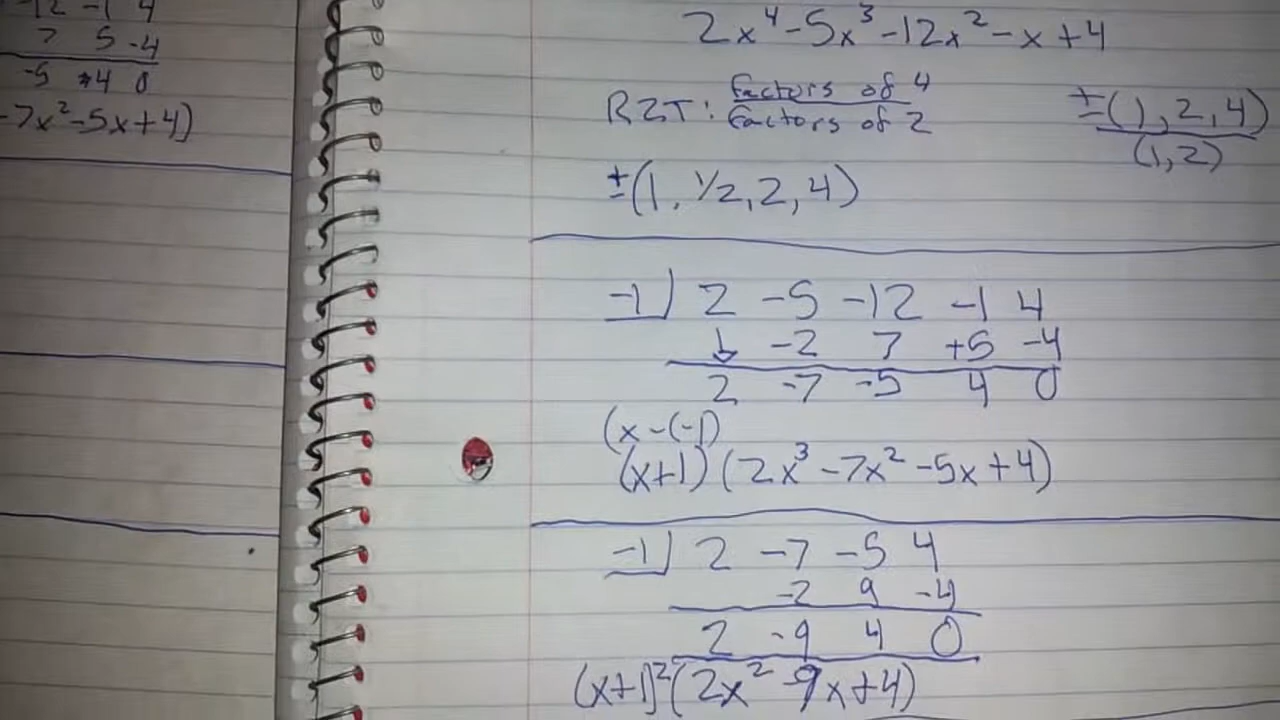 -12 -1 4
7 5 -4
-5 +4 0
-7x²-5x+4)
2x⁴-5x³-12x²-x+4
RZT: factors of 4 ±(1,2,4)
factors of 2 (1,2)
±(1, 1/2, 2, 4)
-1) 2 -5 -12 -1 4
↓ -2 7 +5 -4
2 -7 -5 4 0
(x-(-1)
(x+1)(2x³-7x²-5x+4)
-1) 2 -7 -5 4
-2 9 -4
2 -9 4 0
(x+1)²(2x²-9x+4)